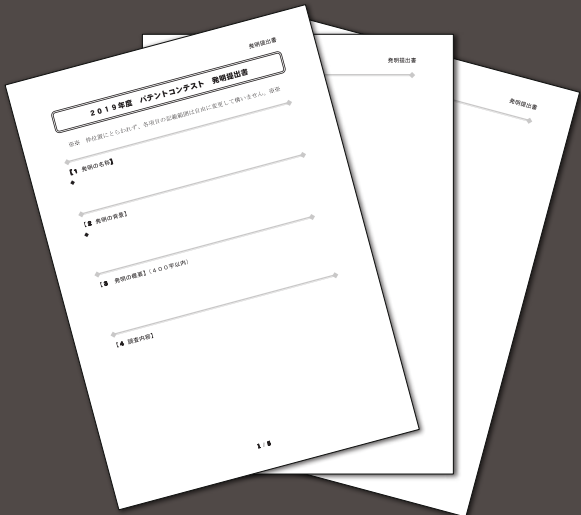 発明提出書
2019年度 パテントコンテスト 発明提出書
※※ 枠位置にとらわれず、各項目の記載範囲は自由に変更して構いません。※※
【1 発明の名称】
◆
【2 発明の背景】
◆
【3 発明の概要】(400字以内)
【4 調査内容】
1 / 5
発明提出書
発明提出書